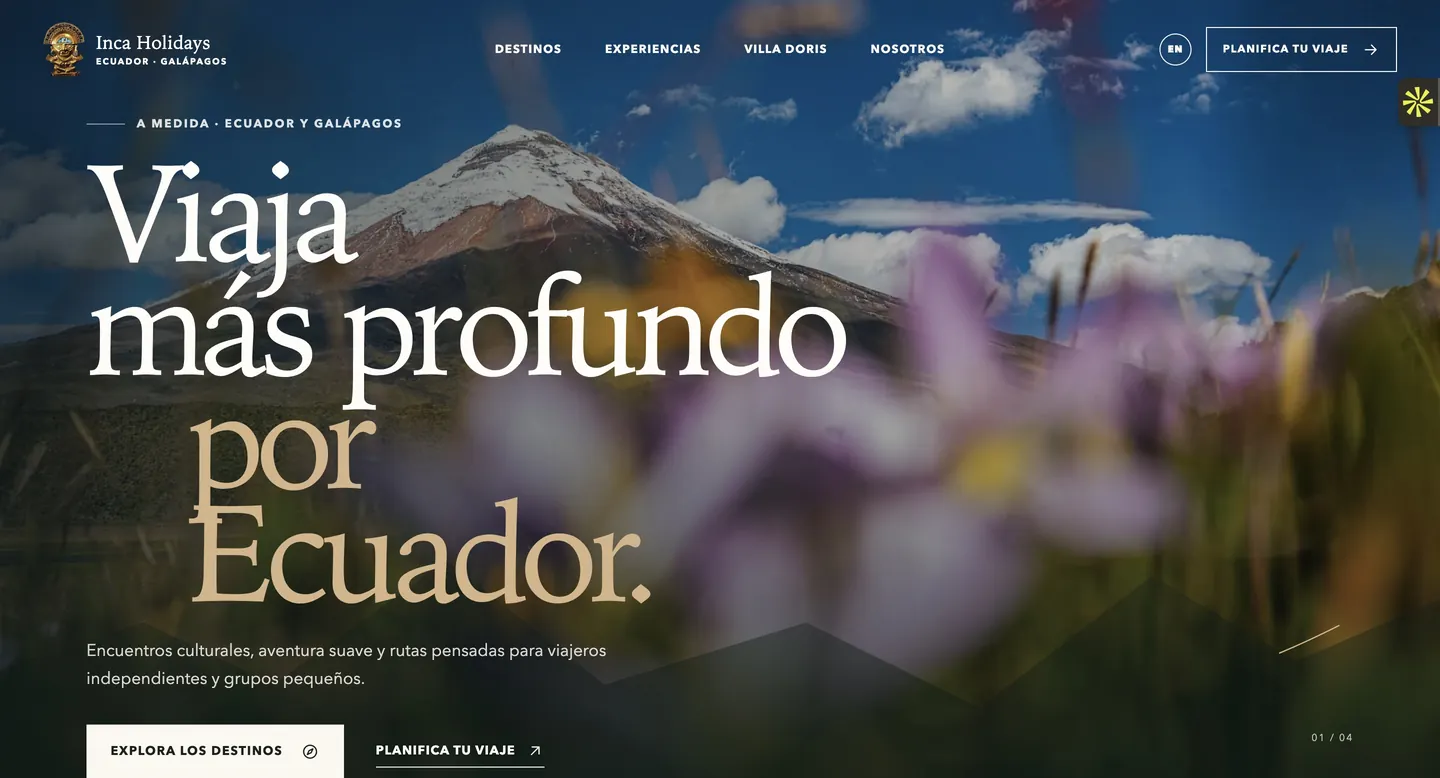 Inca Holidays
ECUADOR · GALÁPAGOS
DESTINOS
EXPERIENCIAS
VILLA DORIS
NOSOTROS
EN
PLANIFICA TU VIAJE
A MEDIDA · ECUADOR Y GALÁPAGOS
Viaja
más profundo
por
Ecuador.
Encuentros culturales, aventura suave y rutas pensadas para viajeros
independientes y grupos pequeños.
EXPLORA LOS DESTINOS
PLANIFICA TU VIAJE
01 / 04